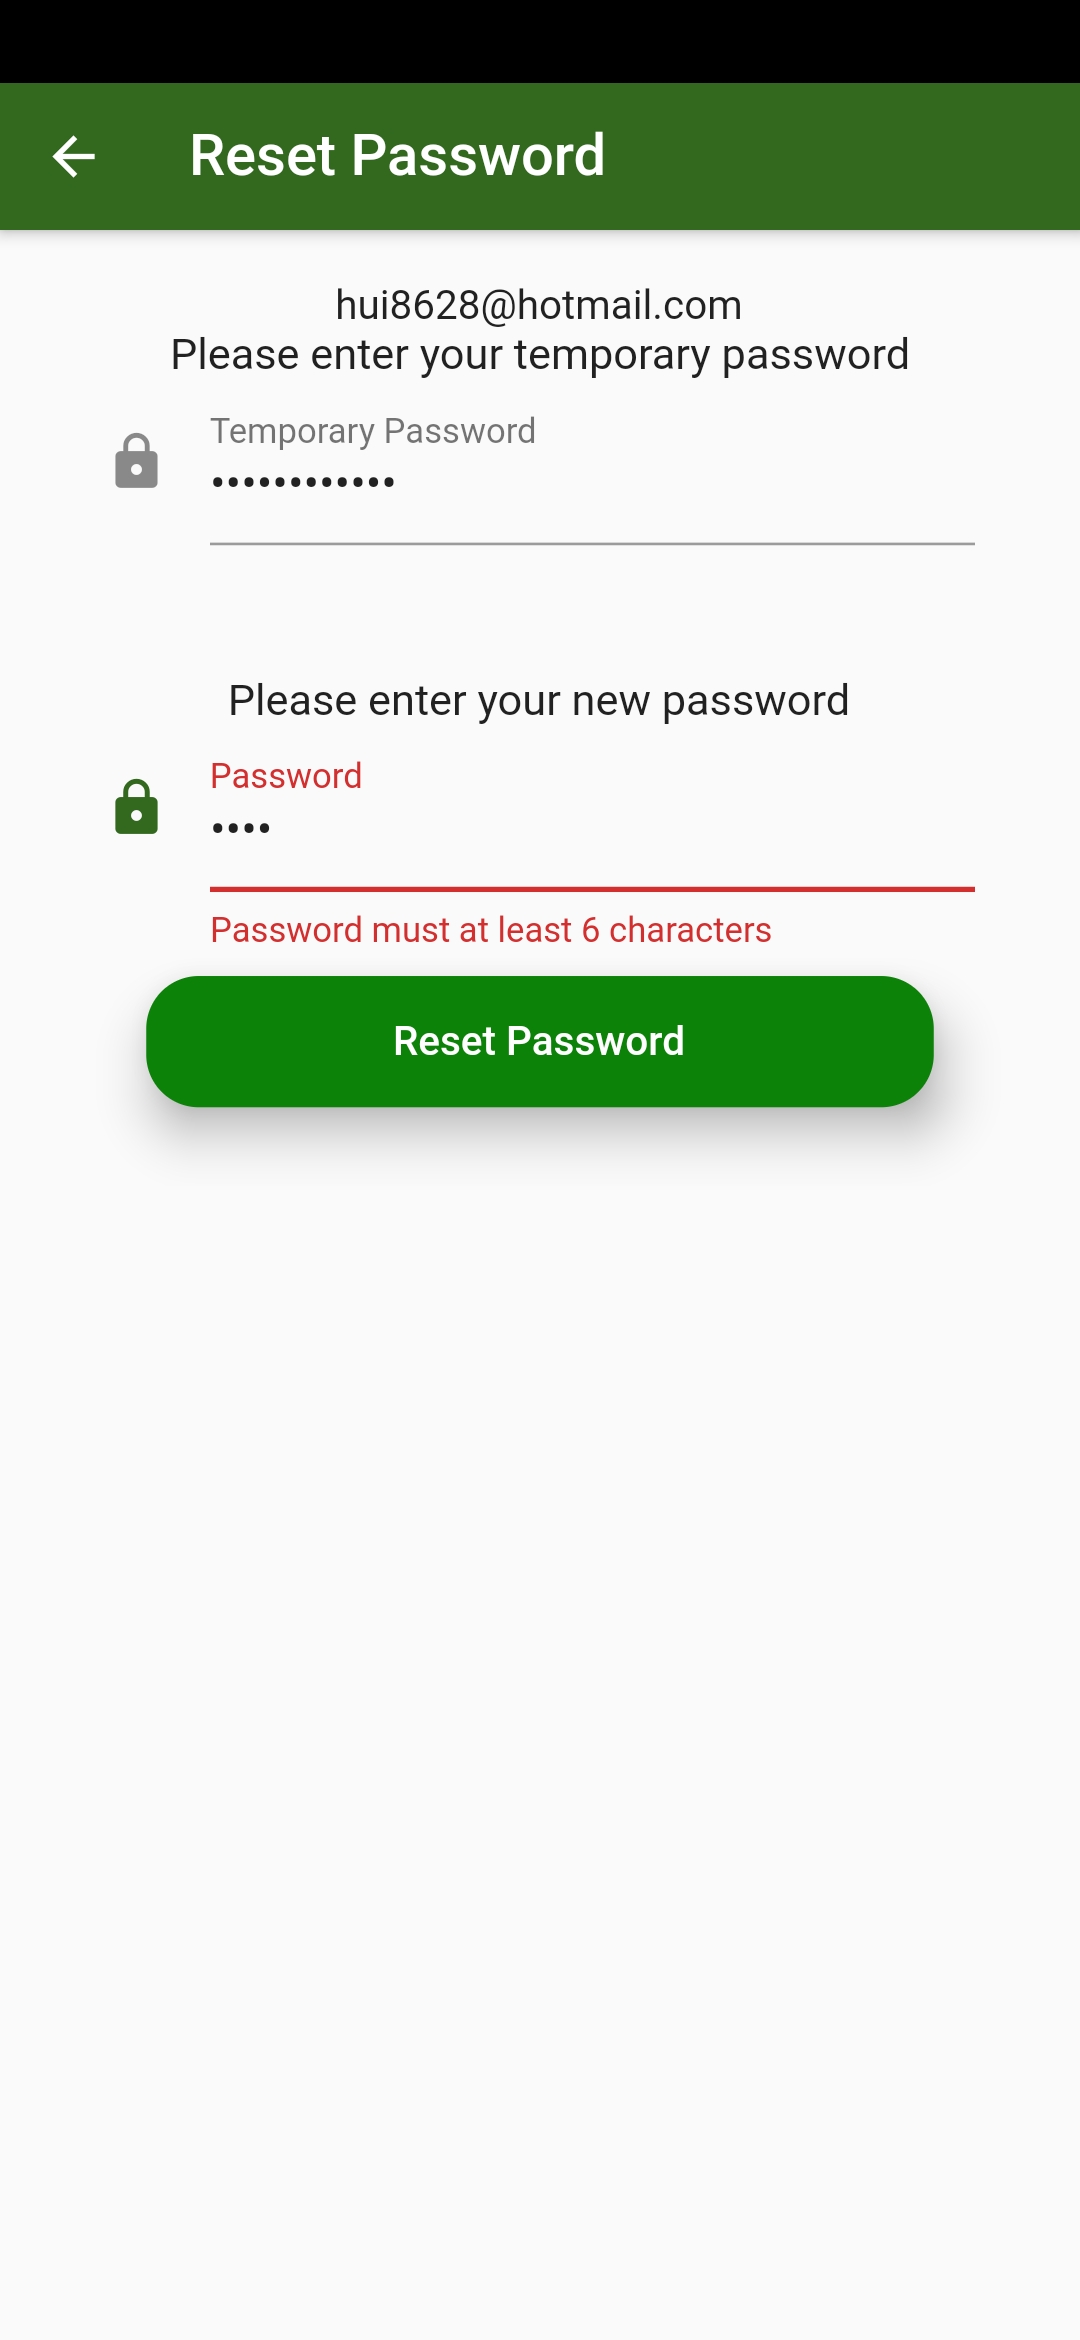 Reset Password
hui8628@hotmail.com
Please enter your temporary password
Temporary Password
••••••••••••
Please enter your new password
Password
••••
Password must at least 6 characters
Reset Password